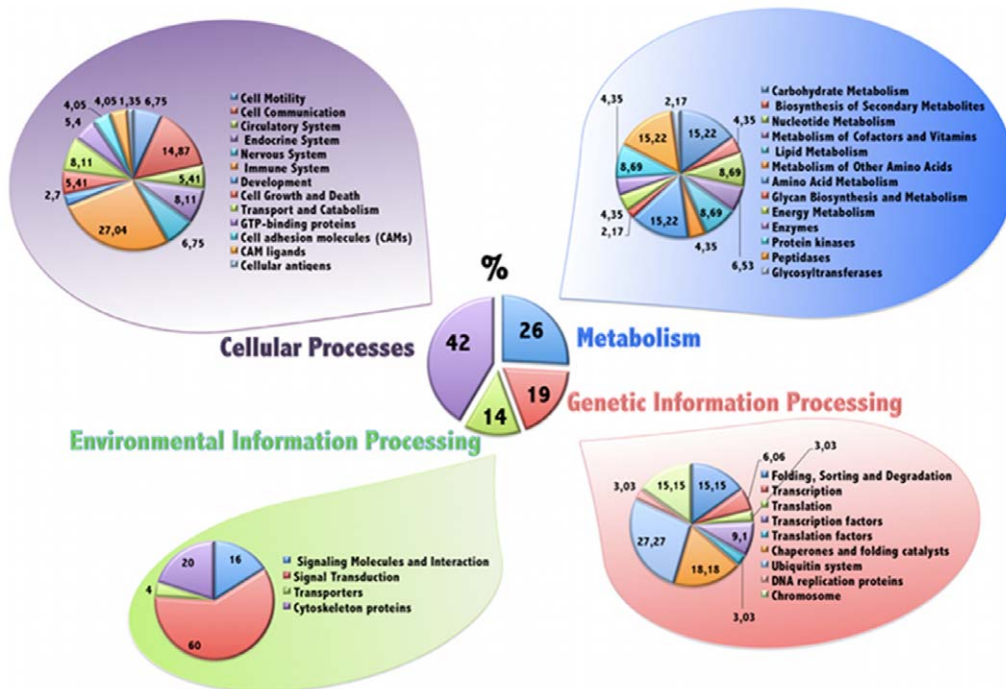 4,05
4,05
1,35
6,75
5,4
14,87
8,11
5,41
5,41
8,11
2,7
27,04
6,75
Cell Motility
Cell Communication
Circulatory System
Endocrine System
Nervous System
Immune System
Development
Cell Growth and Death
Transport and Catabolism
GTP-binding proteins
Cell adhesion molecules (CAMs)
CAM ligands
Cellular antigens
4,35
2,17
15,22
15,22
4,35
8,69
8,69
4,35
15,22
8,69
2,17
4,35
6,53
Carbohydrate Metabolism
Biosynthesis of Secondary Metabolites
Nucleotide Metabolism
Metabolism of Cofactors and Vitamins
Lipid Metabolism
Metabolism of Other Amino Acids
Amino Acid Metabolism
Glycan Biosynthesis and Metabolism
Energy Metabolism
Enzymes
Protein kinases
Peptidases
Glycosyltransferases
%
42
26
19
14
Cellular Processes
Metabolism
Genetic Information Processing
Environmental Information Processing
20
16
4
60
Signaling Molecules and Interaction
Signal Transduction
Transporters
Cytoskeleton proteins
3,03
6,06
3,03
15,15
15,15
27,27
9,1
18,18
3,03
Folding, Sorting and Degradation
Transcription
Translation
Transcription factors
Translation factors
Chaperones and folding catalysts
Ubiquitin system
DNA replication proteins
Chromosome